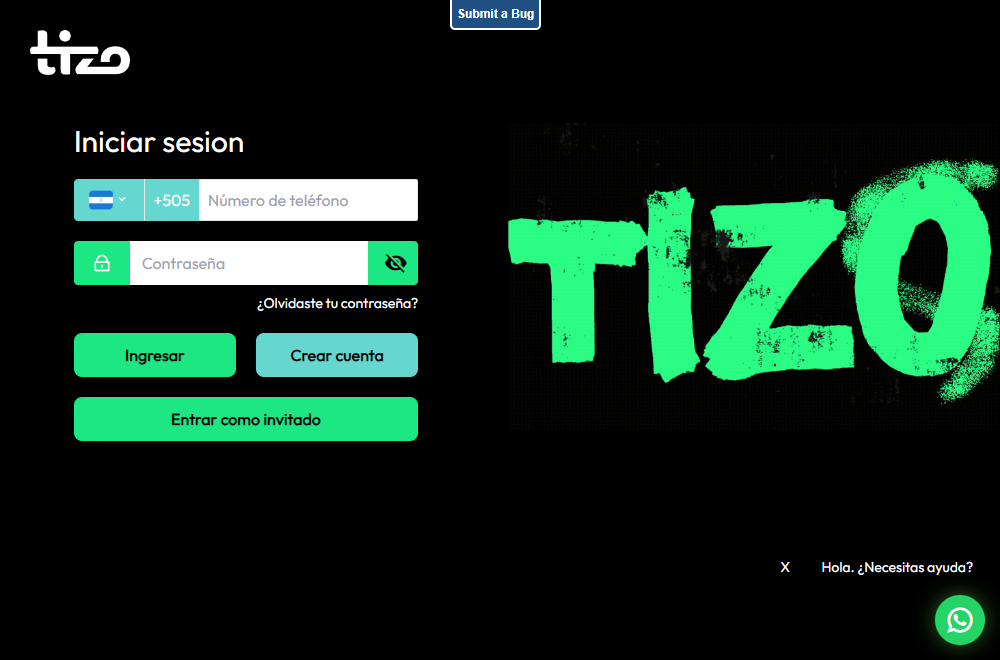 Submit a Bug
tizo
Iniciar sesion
+505 Número de teléfono
Contraseña
¿Olvidaste tu contraseña?
Ingresar Crear cuenta
Entrar como invitado
TIZO
X Hola. ¿Necesitas ayuda?